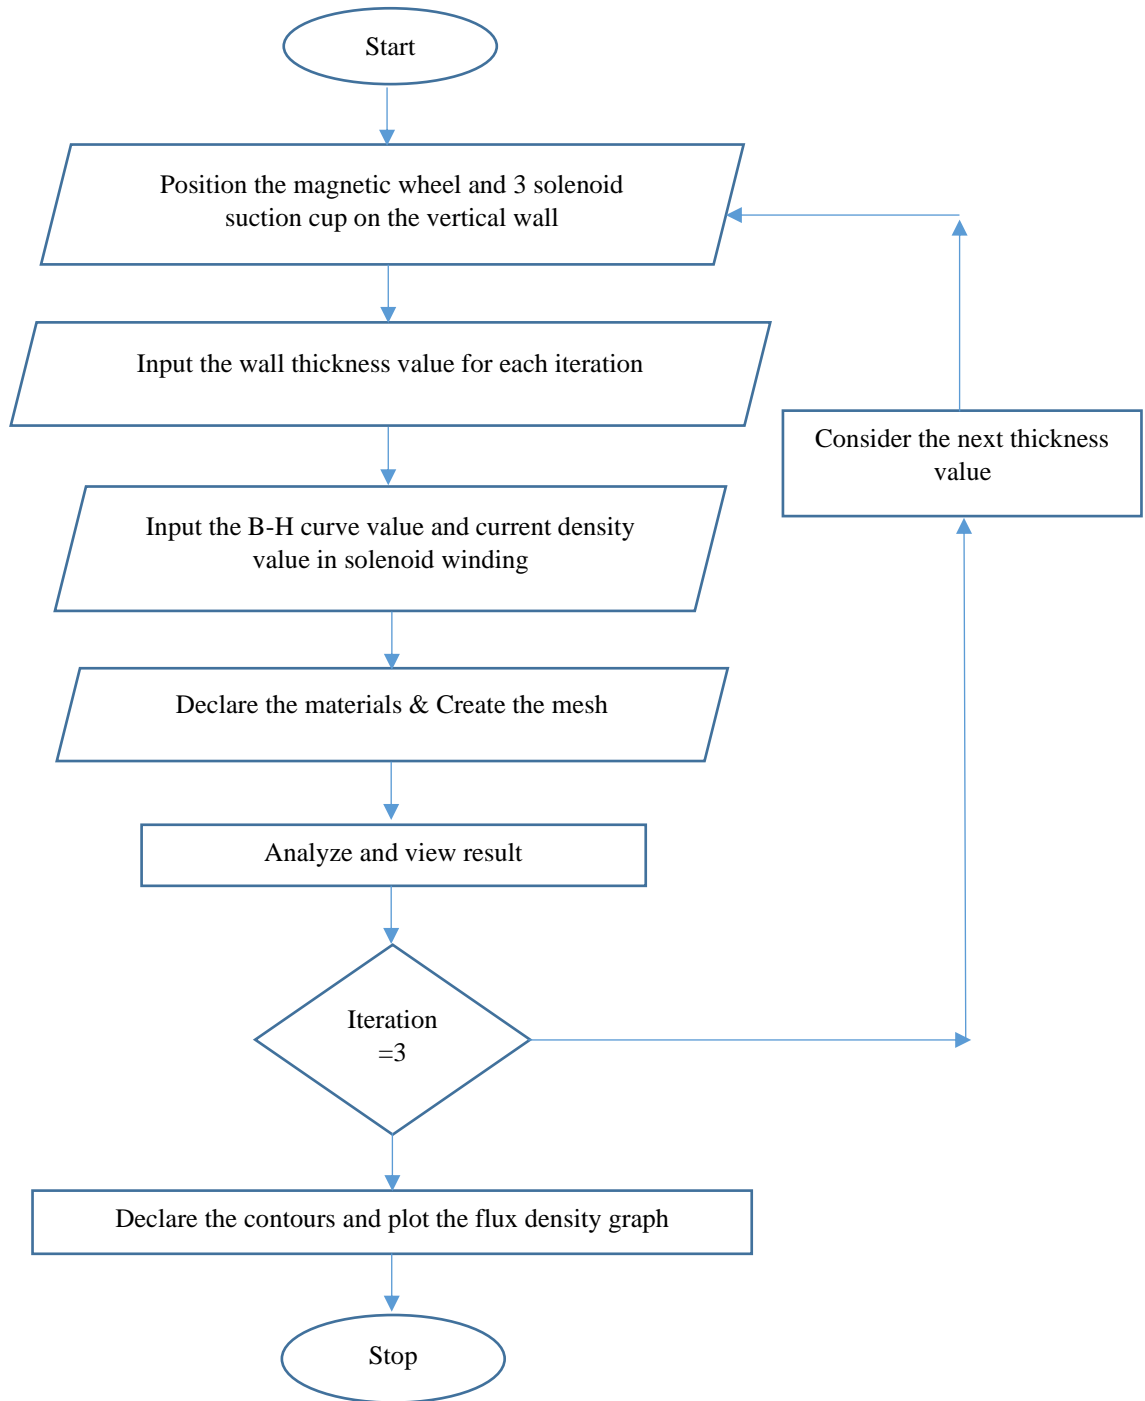 Start
Position the magnetic wheel and 3 solenoid
suction cup on the vertical wall
Input the wall thickness value for each iteration
Consider the next thickness
value
Input the B-H curve value and current density
value in solenoid winding
Declare the materials & Create the mesh
Analyze and view result
Iteration
=3
Declare the contours and plot the flux density graph
Stop